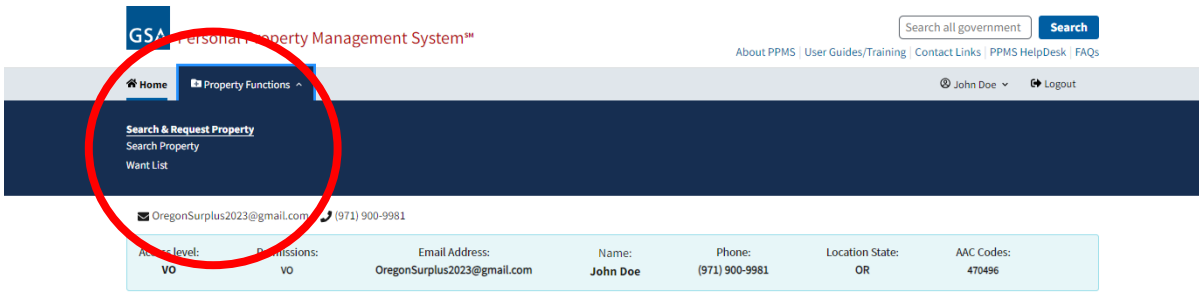 GSA Personal Property Management System℠
Search all government Search
About PPMS | User Guides/Training | Contact Links | PPMS HelpDesk | FAQs
Home Property Functions John Doe Logout
Search & Request Property
Search Property
Want List
OregonSurplus2023@gmail.com (971) 900-9981
Access level: Permissions: Email Address: Name: Phone: Location State: AAC Codes:
VO VO OregonSurplus2023@gmail.com John Doe (971) 900-9981 OR 470496